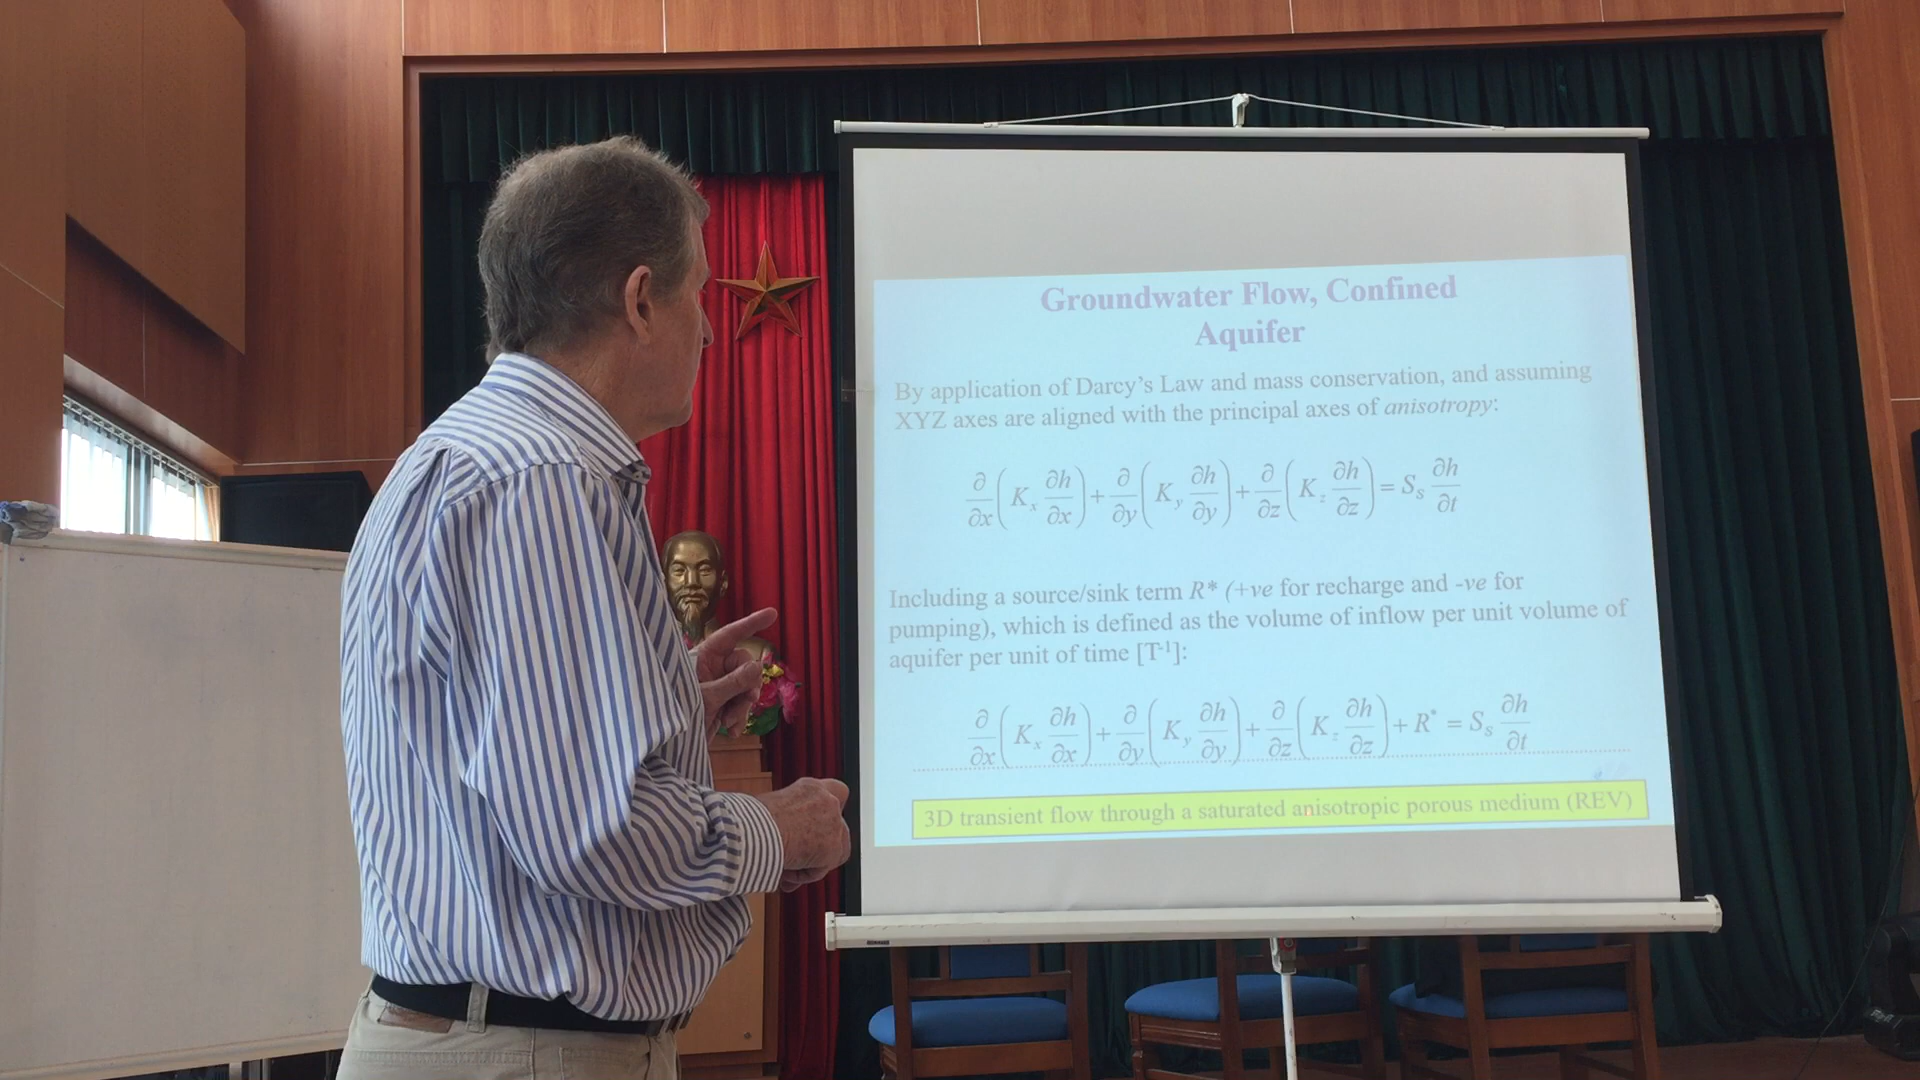 Groundwater Flow, Confined
Aquifer
By application of Darcy's Law and mass conservation, and assuming
XYZ axes are aligned with the principal axes of anisotropy:
∂/∂x (Kx ∂h/∂x) + ∂/∂y (Ky ∂h/∂y) + ∂/∂z (Kz ∂h/∂z) = Ss ∂h/∂t
Including a source/sink term R* (+ve for recharge and -ve for
pumping), which is defined as the volume of inflow per unit volume of
aquifer per unit of time [T-1]:
∂/∂x (Kx ∂h/∂x) + ∂/∂y (Ky ∂h/∂y) + ∂/∂z (Kz ∂h/∂z) + R* = Ss ∂h/∂t
3D transient flow through a saturated anisotropic porous medium (REV)